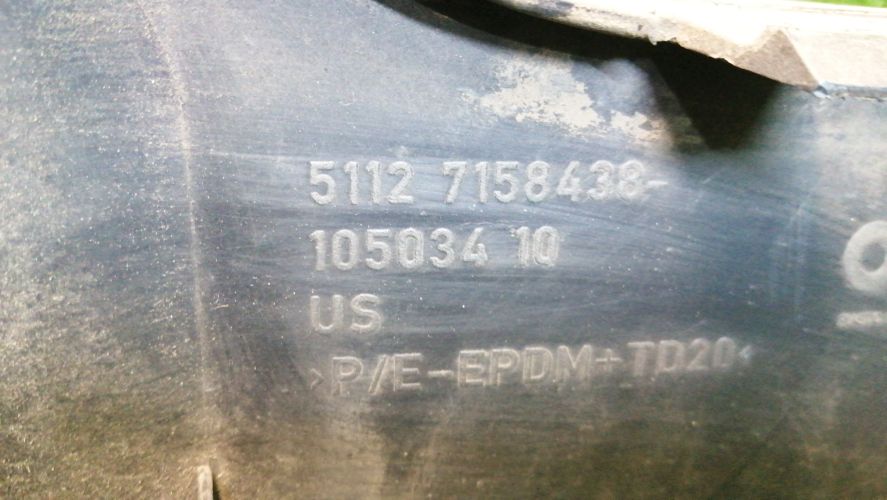 5112 7158438-
105034 10
US
>P/E-EPDM+TD20<